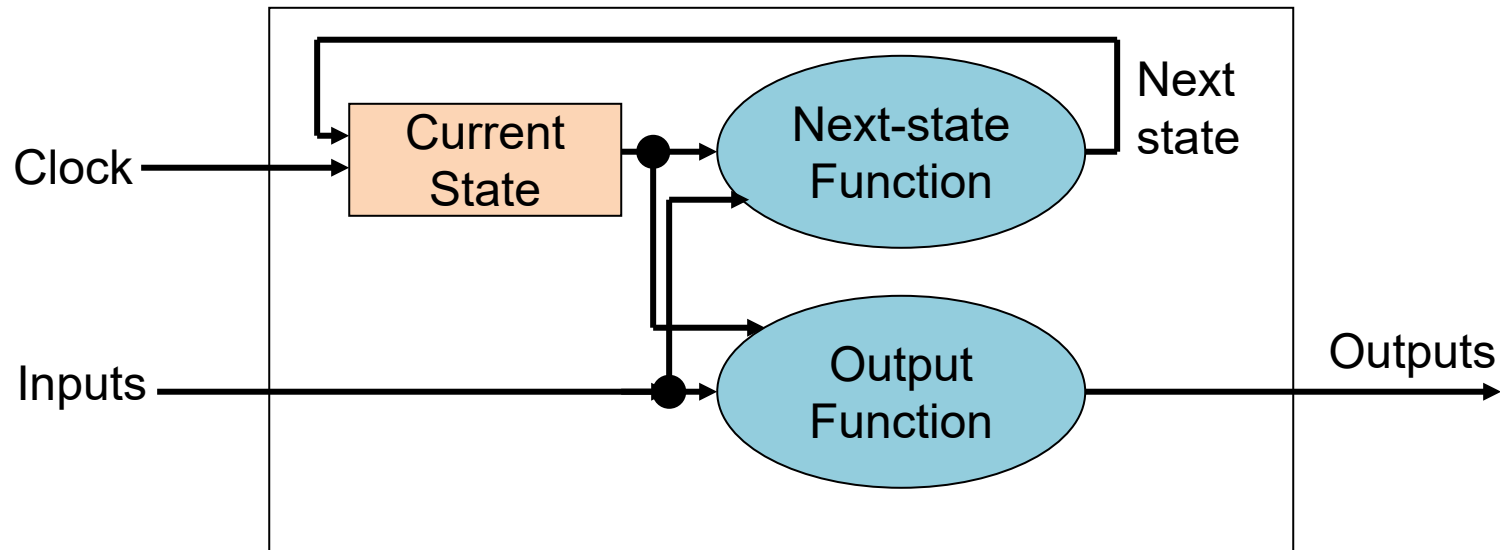 Next
state
Current
State
Next-state
Function
Clock
Inputs
Output
Function
Outputs